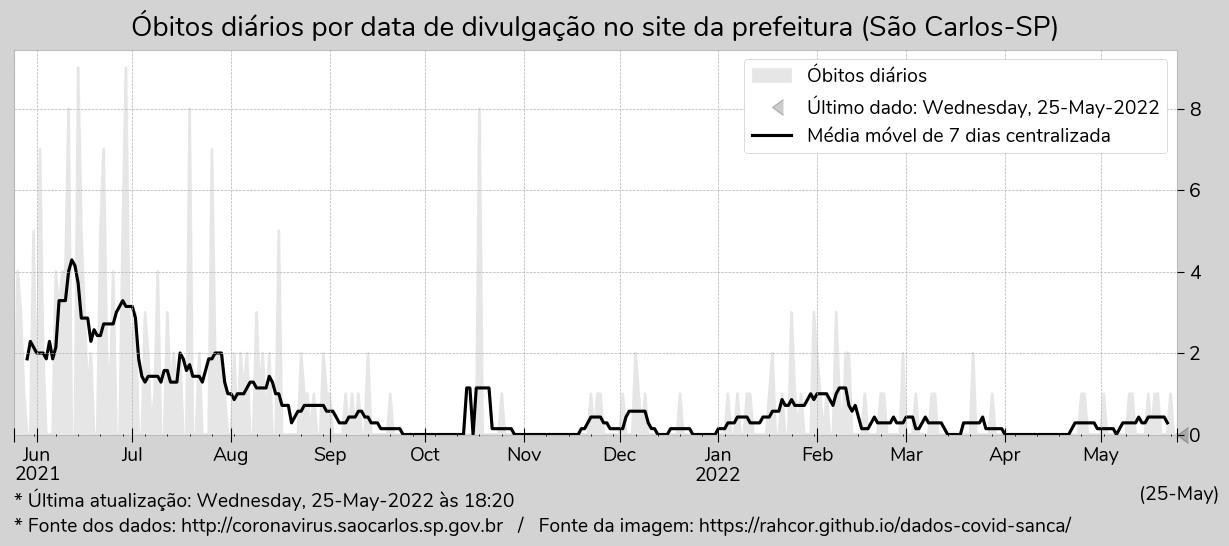 Óbitos diários por data de divulgação no site da prefeitura (São Carlos-SP)
Óbitos diários
Último dado: Wednesday, 25-May-2022
Média móvel de 7 dias centralizada
8
6
4
2
0
Jun Jul Aug Sep Oct Nov Dec Jan Feb Mar Apr May
2021 2022
(25-May)
* Última atualização: Wednesday, 25-May-2022 às 18:20
* Fonte dos dados: http://coronavirus.saocarlos.sp.gov.br / Fonte da imagem: https://rahcor.github.io/dados-covid-sanca/